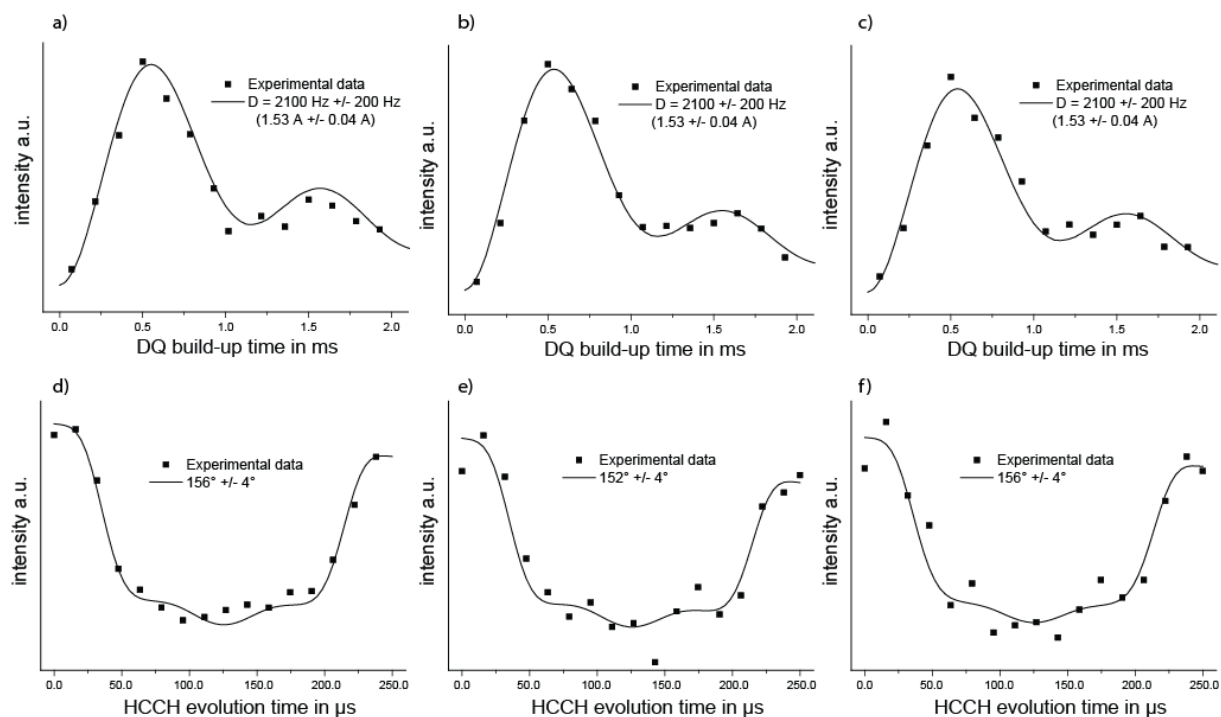 a)
intensity a.u.
Experimental data
D = 2100 Hz +/- 200 Hz
(1.53 +/- 0.04 A)
0.0 0.5 1.0 1.5 2.0
DQ build-up time in ms
b)
intensity a.u.
Experimental data
D = 2100 +/- 200 Hz
(1.53 +/- 0.04 A)
0.0 0.5 1.0 1.5 2.0
DQ build-up time in ms
c)
intensity a.u.
Experimental data
D = 2100 +/- 200 Hz
(1.53 +/- 0.04 A)
0.0 0.5 1.0 1.5 2.0
DQ build-up time in ms
d)
intensity a.u.
Experimental data
156° +/- 4°
0.0 50.0 100.0 150.0 200.0 250.0
HCCH evolution time in µs
e)
intensity a.u.
Experimental data
152° +/- 4°
0.0 50.0 100.0 150.0 200.0 250.0
HCCH evolution time in µs
f)
intensity a.u.
Experimental data
156° +/- 4°
0.0 50.0 100.0 150.0 200.0 250.0
HCCH evolution time in µs